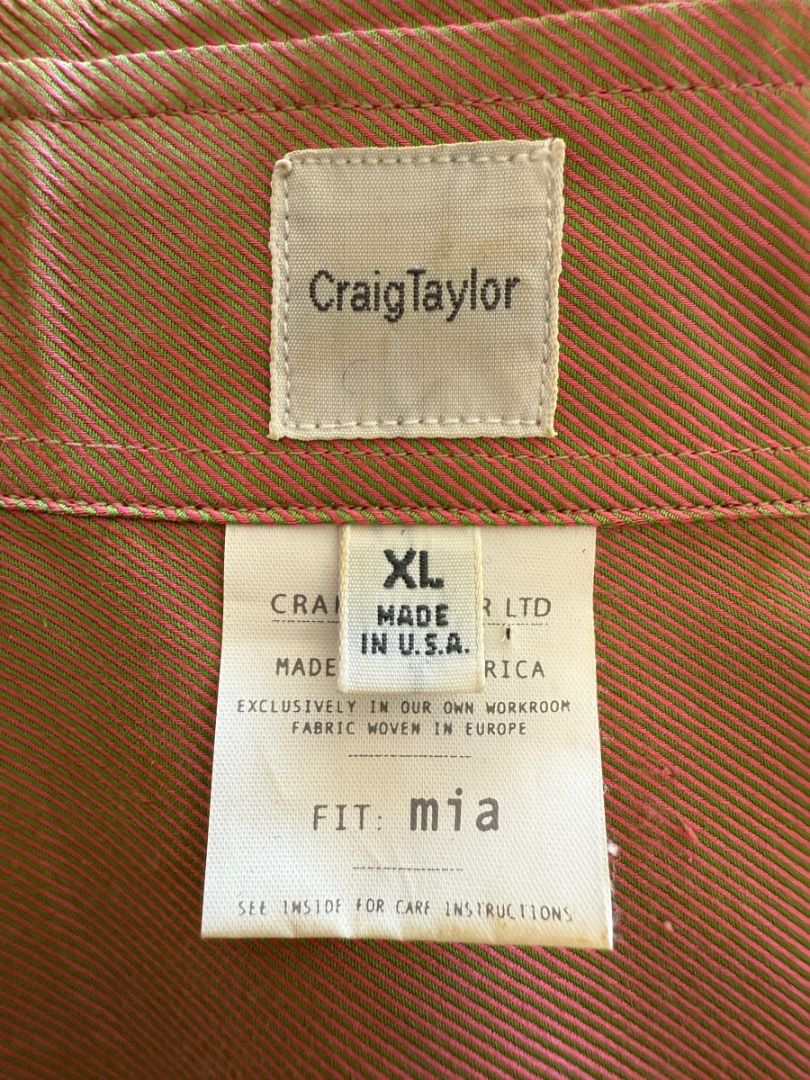 CraigTaylor
XL
MADE
IN U.S.A.
CRAI R LTD
MADE RICA
EXCLUSIVELY IN OUR OWN WORKROOM
FABRIC WOVEN IN EUROPE
FIT: mia
SEE INSIDE FOR CARE INSTRUCTIONS